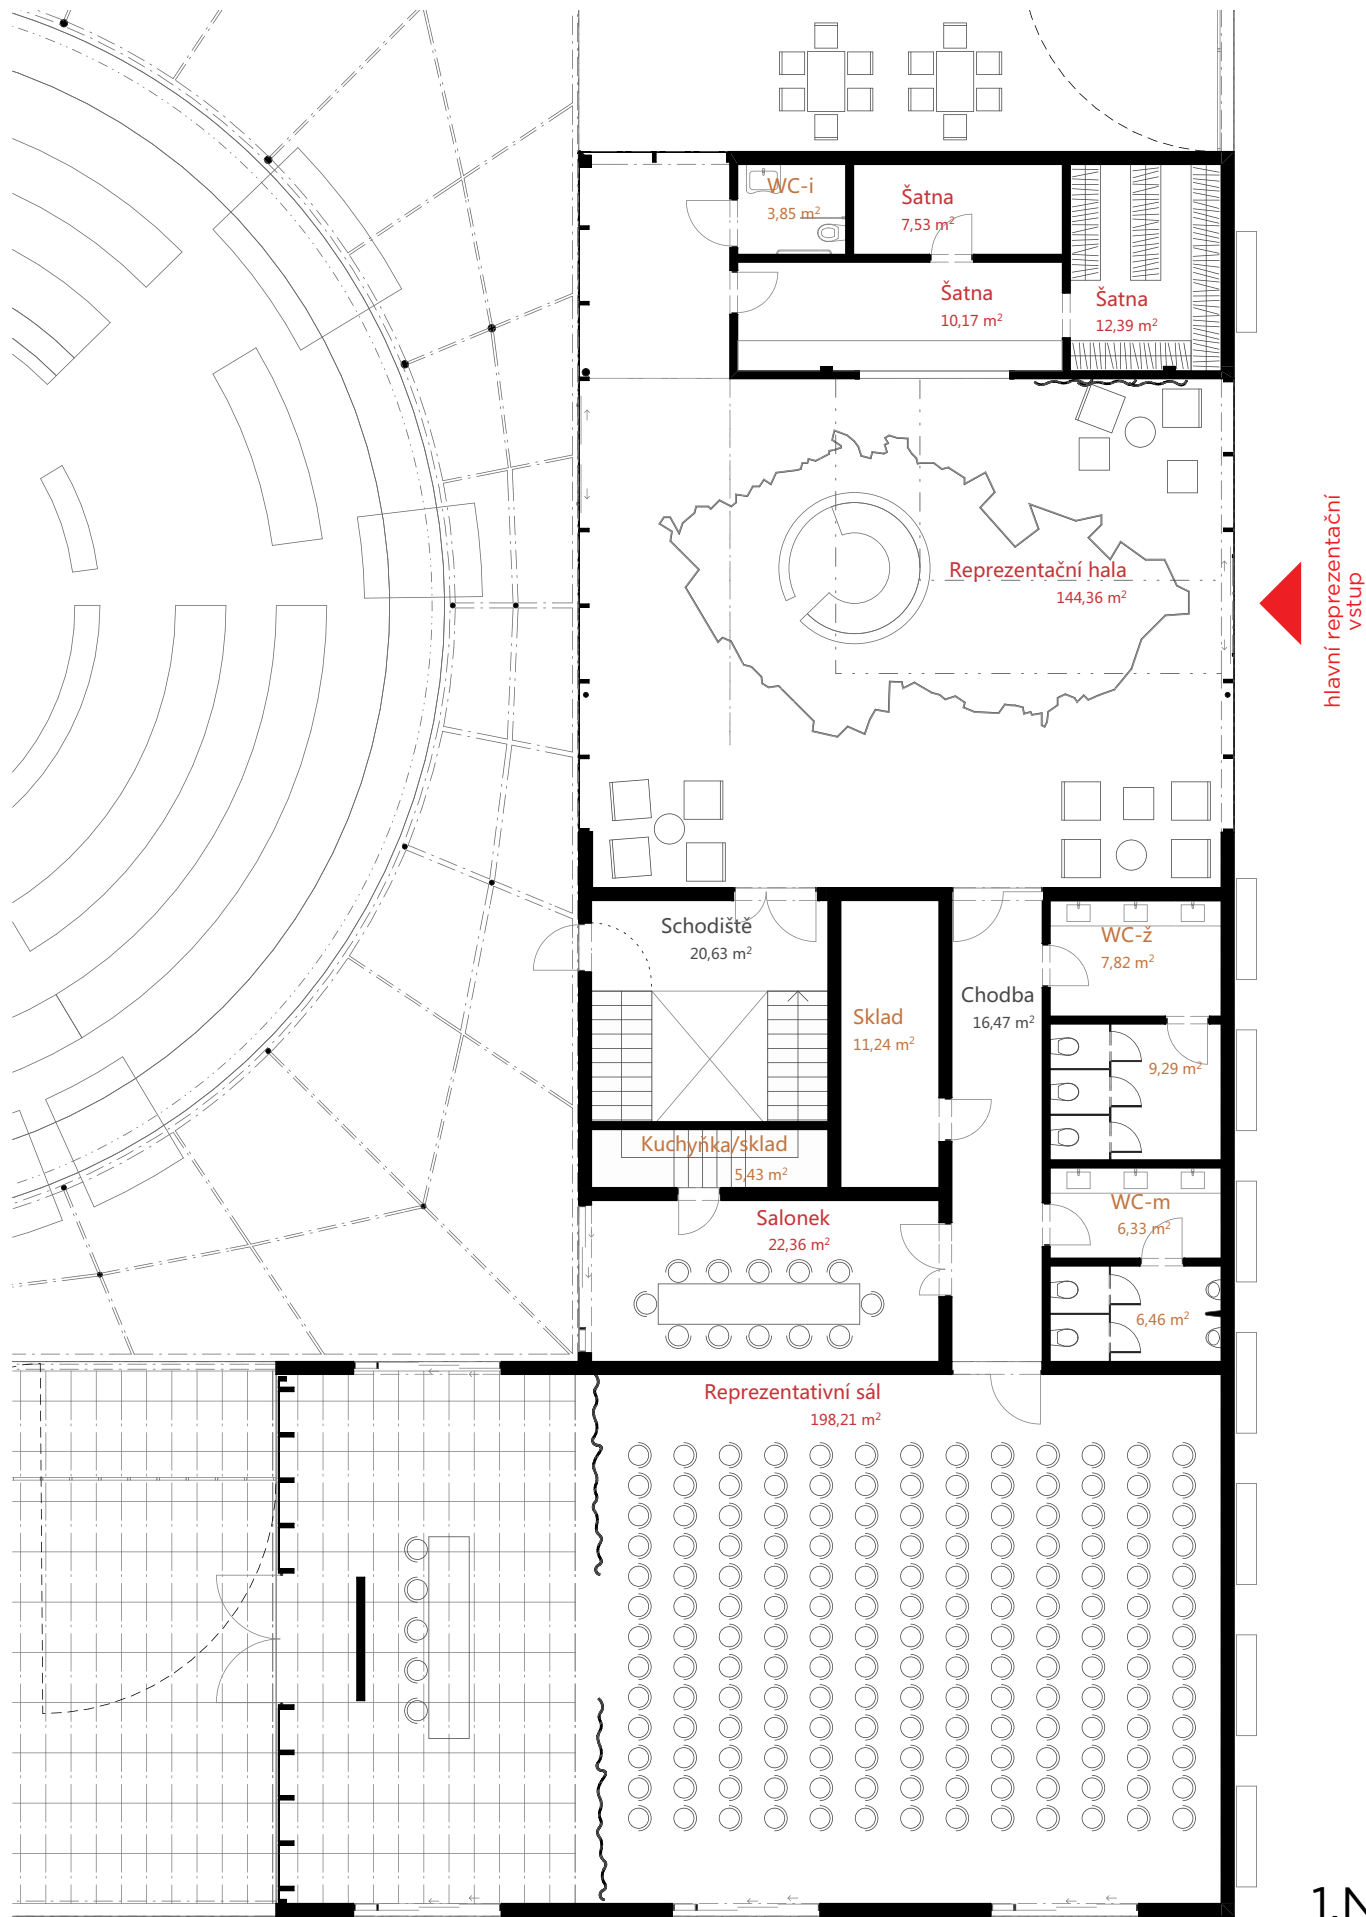 WC-i
3,85 m²
Šatna
7,53 m²
Šatna
10,17 m²
Šatna
12,39 m²
Reprezentační hala
144,36 m²
hlavní reprezentační
vstup
Schodiště
20,63 m²
Sklad
11,24 m²
Chodba
16,47 m²
WC-ž
7,82 m²
9,29 m²
Kuchyňka/sklad
5,43 m²
WC-m
6,33 m²
Salonek
22,36 m²
6,46 m²
Reprezentativní sál
198,21 m²
1.N